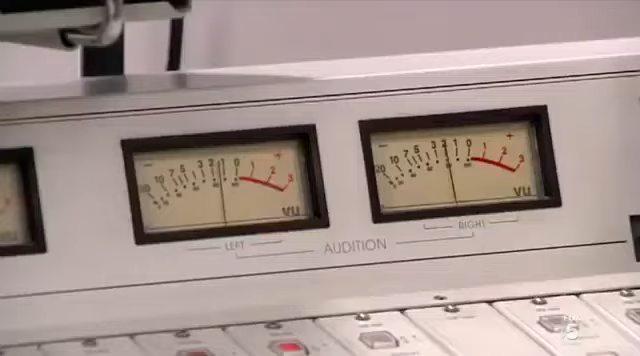 - 20 10 7 5 3 2 1 0 1 2 3 +
VU
- 20 10 7 5 3 2 1 0 1 2 3 +
VU
LEFT
AUDITION
RIGHT
5